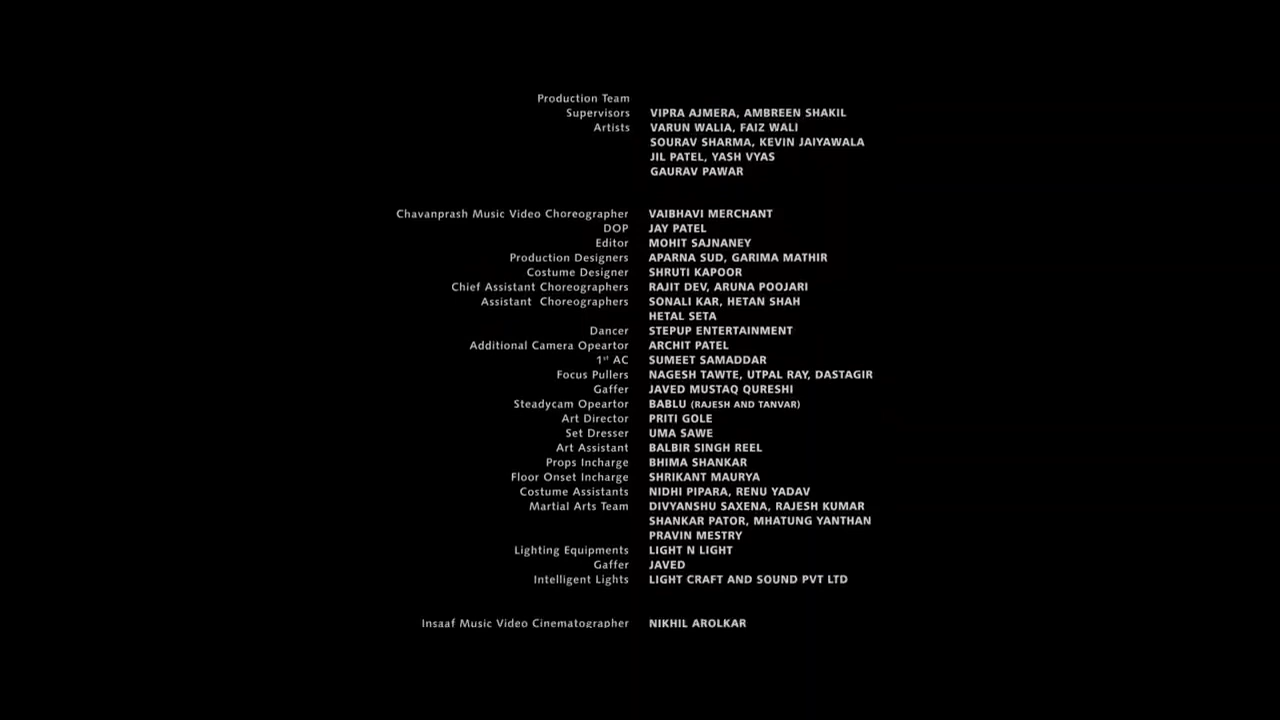 Production Team
Supervisors VIPRA AJMERA, AMBREEN SHAKIL
Artists VARUN WALIA, FAIZ WALI
SOURAV SHARMA, KEVIN JAIYAWALA
JIL PATEL, YASH VYAS
GAURAV PAWAR
Chavanprash Music Video Choreographer VAIBHAVI MERCHANT
DOP JAY PATEL
Editor MOHIT SAJNANEY
Production Designers APARNA SUD, GARIMA MATHIR
Costume Designer SHRUTI KAPOOR
Chief Assistant Choreographers RAJIT DEV, ARUNA POOJARI
Assistant Choreographers SONALI KAR, HETAN SHAH
HETAL SETA
Dancer STEPUP ENTERTAINMENT
Additional Camera Opeartor ARCHIT PATEL
1st AC SUMEET SAMADDAR
Focus Pullers NAGESH TAWTE, UTPAL RAY, DASTAGIR
Gaffer JAVED MUSTAQ QURESHI
Steadycam Opeartor BABLU (RAJESH AND TANVAR)
Art Director PRITI GOLE
Set Dresser UMA SAWE
Art Assistant BALBIR SINGH REEL
Props Incharge BHIMA SHANKAR
Floor Onset Incharge SHRIKANT MAURYA
Costume Assistants NIDHI PIPARA, RENU YADAV
Martial Arts Team DIVYANSHU SAXENA, RAJESH KUMAR
SHANKAR PATOR, MHATUNG YANTHAN
PRAVIN MESTRY
Lighting Equipments LIGHT N LIGHT
Gaffer JAVED
Intelligent Lights LIGHT CRAFT AND SOUND PVT LTD
Insaaf Music Video Cinematographer NIKHIL AROLKAR